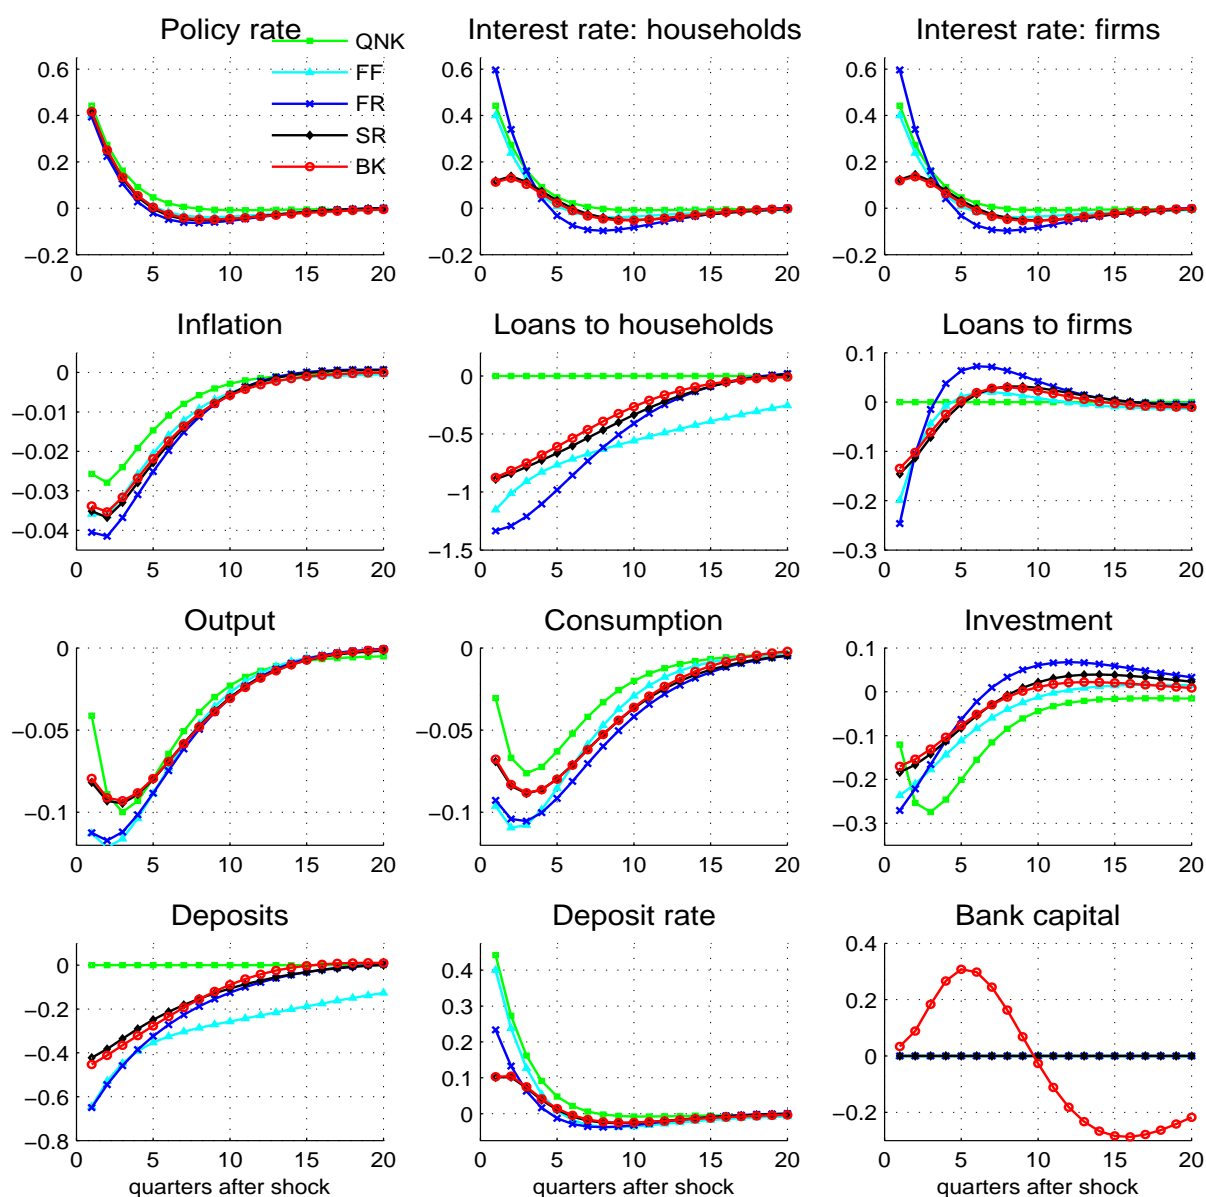 Policy rate
Interest rate: households
Interest rate: firms
QNK
FF
FR
SR
BK
0.6
0.4
0.2
0
−0.2
0 5 10 15 20
0.6
0.4
0.2
0
−0.2
0 5 10 15 20
0.6
0.4
0.2
0
−0.2
0 5 10 15 20
Inflation
Loans to households
Loans to firms
0
−0.01
−0.02
−0.03
−0.04
0 5 10 15 20
0
−0.5
−1
−1.5
0 5 10 15 20
0.1
0
−0.1
−0.2
−0.3
0 5 10 15 20
Output
Consumption
Investment
0
−0.05
−0.1
0 5 10 15 20
0
−0.05
−0.1
0 5 10 15 20
0.1
0
−0.1
−0.2
−0.3
0 5 10 15 20
Deposits
Deposit rate
Bank capital
0
−0.2
−0.4
−0.6
−0.8
0 5 10 15 20
quarters after shock
0.4
0.3
0.2
0.1
0
0 5 10 15 20
quarters after shock
0.4
0.2
0
−0.2
0 5 10 15 20
quarters after shock